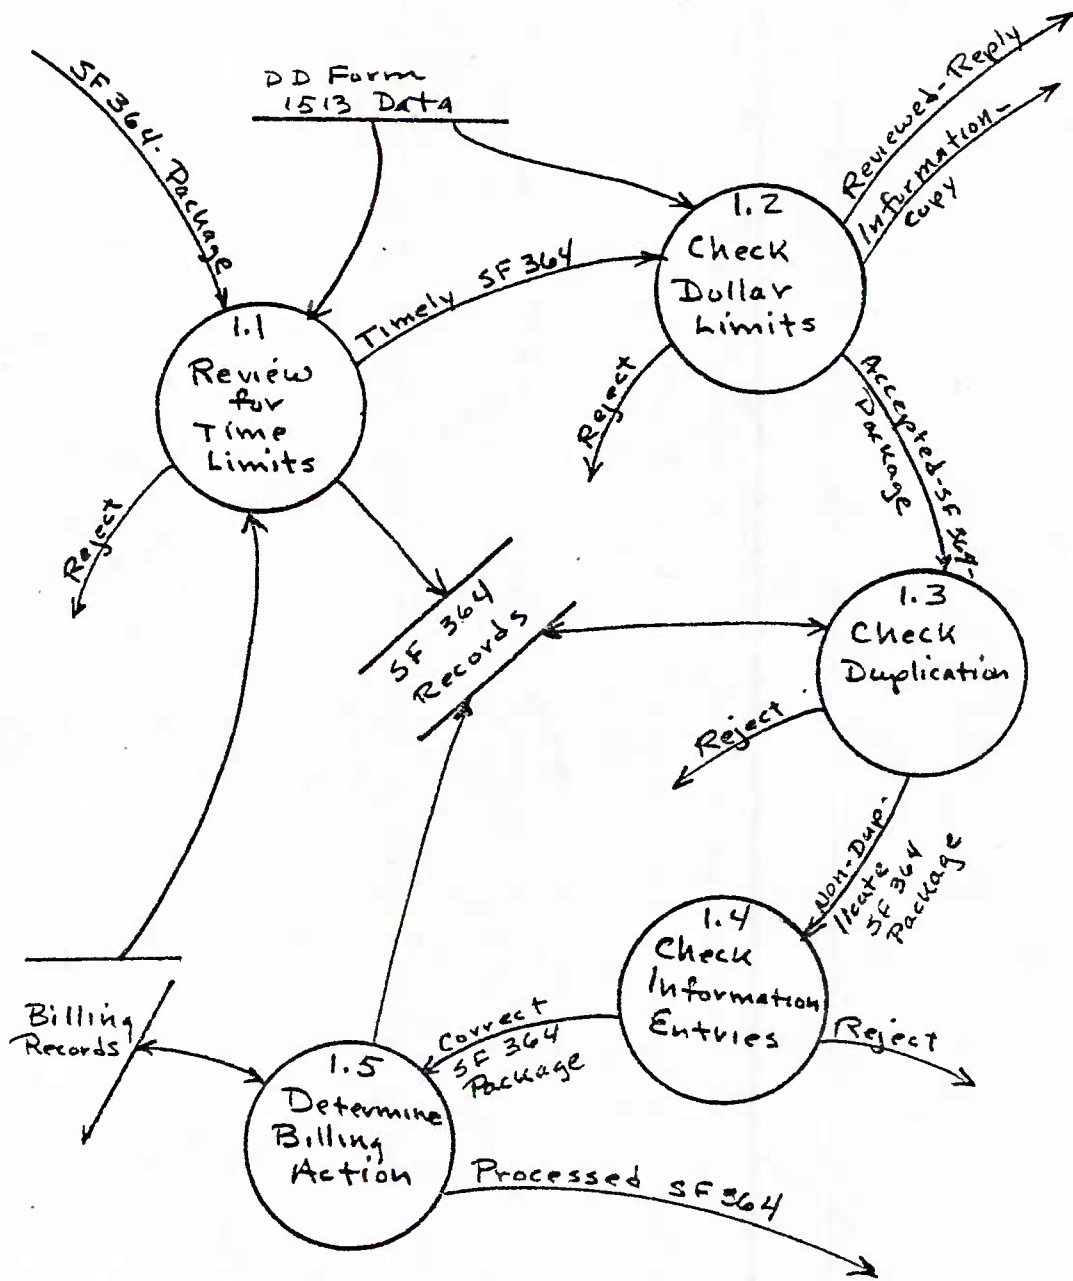 SF 364- Package
DD Form
1513 Data
Reviewed-Reply
Information-
copy
1.2
Check
Dollar
Limits
Timely SF 364
1.1
Review
for
Time
Limits
Reject
Reject
Accepted-SF 364-
Package
SF 364
Records
1.3
Check
Duplication
Reject
Non-Dup-
licate
SF 364
Package
1.4
Check
Information
Entries
Reject
Correct
SF 364
Package
Billing
Records
1.5
Determine
Billing
Action
Processed SF 364